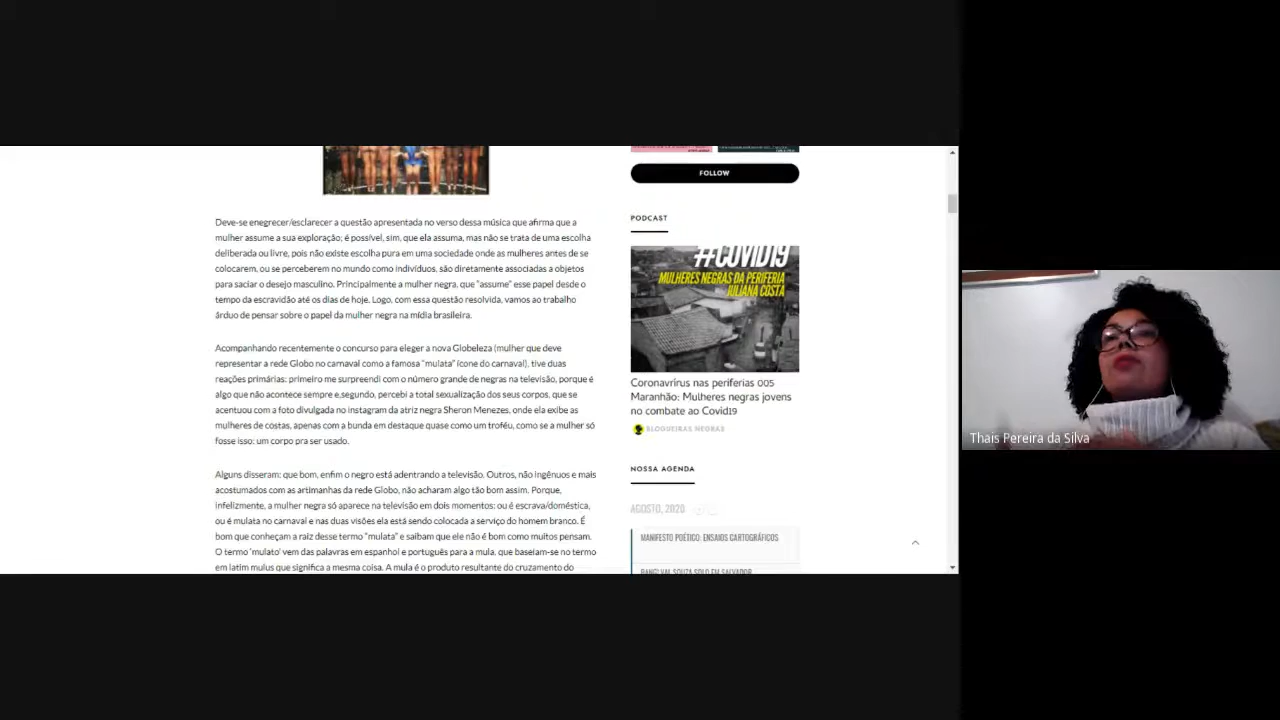 FOLLOW
Deve-se enegrecer/esclarecer a questão apresentada no verso dessa música que afirma que a
mulher assume a sua exploração; é possível, sim, que ela assuma, mas não se trata de uma escolha
deliberada ou livre, pois não existe escolha pura em uma sociedade onde as mulheres antes de se
colocarem, ou se perceberem no mundo como indivíduos, são diretamente associadas a objetos
para saciar o desejo masculino. Principalmente a mulher negra, que “assume” esse papel desde o
tempo da escravidão até os dias de hoje. Logo, com essa questão resolvida, vamos ao trabalho
árduo de pensar sobre o papel da mulher negra na mídia brasileira.
Acompanhando recentemente o concurso para eleger a nova Globeleza (mulher que deve
representar a rede Globo no carnaval como a famosa “mulata” ícone do carnaval), tive duas
reações primárias: primeiro me surpreendi com o número grande de negras na televisão, porque é
algo que não acontece sempre e,segundo, percebi a total sexualização dos seus corpos, que se
acentuou com a foto divulgada no instagram da atriz negra Sheron Menezes, onde ela exibe as
mulheres de costas, apenas com a bunda em destaque quase como um troféu, como se a mulher só
fosse isso: um corpo pra ser usado.
Alguns disseram: que bom, enfim o negro está adentrando a televisão. Outros, não ingênuos e mais
acostumados com as artimanhas da rede Globo, não acharam algo tão bom assim. Porque,
infelizmente, a mulher negra só aparece na televisão em dois momentos: ou é escrava/doméstica,
ou é mulata no carnaval e nas duas visões ela está sendo colocada a serviço do homem branco. É
bom que conheçam a raiz desse termo “mulata” e saibam que ele não é bom como muitos pensam.
O termo ‘mulato’ vem das palavras em espanhol e português para a mula, que baseiam-se no termo
em latim mulus que significa a mesma coisa. A mula é o produto resultante do cruzamento do
PODCAST
#COVID19
MULHERES NEGRAS DA PERIFERIA
JULIANA COSTA
Coronavrírus nas periferias 005
Maranhão: Mulheres negras jovens
no combate ao Covid19
BLOGUEIRAS NEGRAS
NOSSA AGENDA
AGOSTO, 2020
MANIFESTO POÉTICO: ENSAIOS CARTOGRÁFICOS
BANG! VAL SOUZA SOLO EM SALVADOR
Thais Pereira da Silva